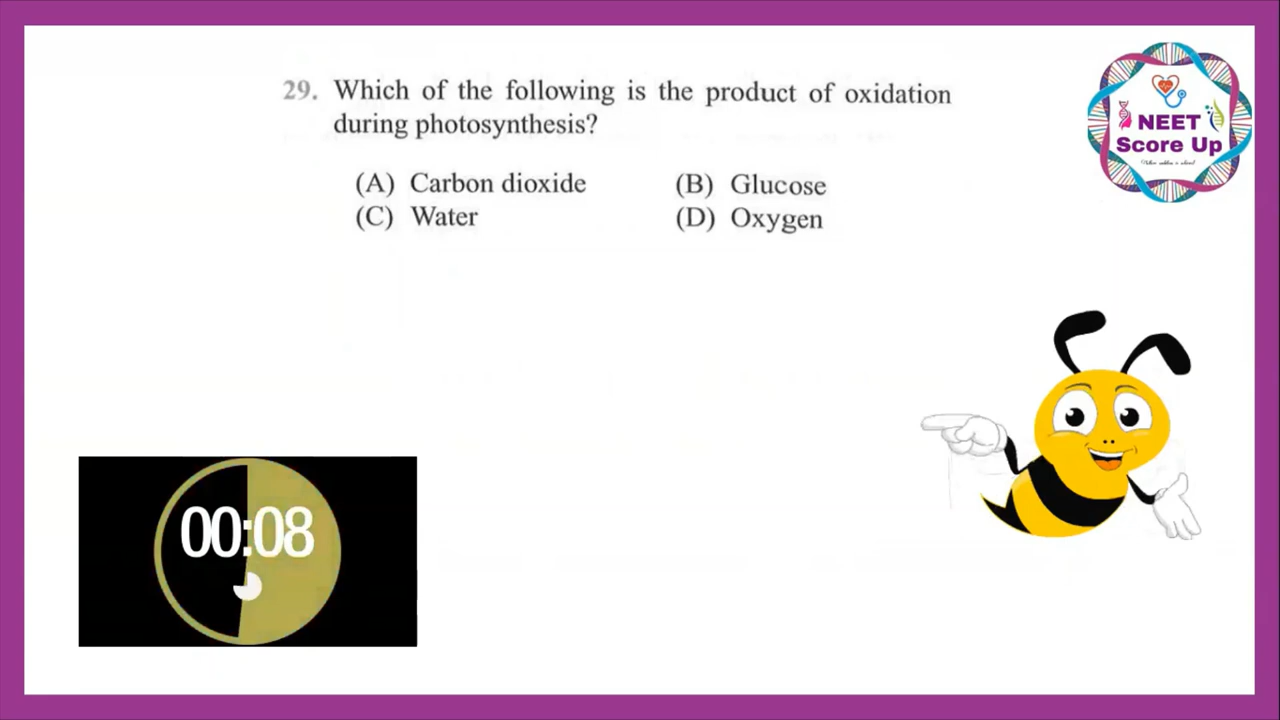 29. Which of the following is the product of oxidation
during photosynthesis?
(A) Carbon dioxide (B) Glucose
(C) Water (D) Oxygen
NEET
Score Up
00:08